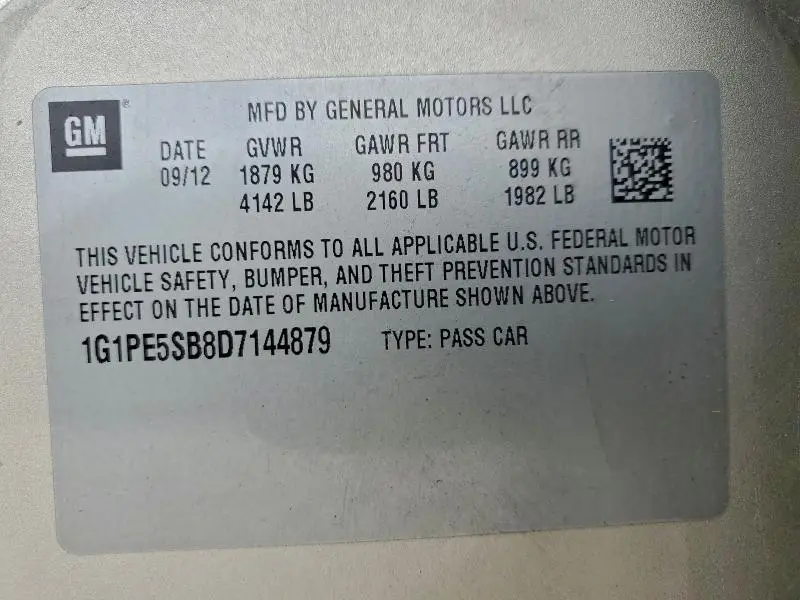 GM®
MFD BY GENERAL MOTORS LLC
DATE GVWR GAWR FRT GAWR RR
09/12 1879 KG 980 KG 899 KG
4142 LB 2160 LB 1982 LB
THIS VEHICLE CONFORMS TO ALL APPLICABLE U.S. FEDERAL MOTOR
VEHICLE SAFETY, BUMPER, AND THEFT PREVENTION STANDARDS IN
EFFECT ON THE DATE OF MANUFACTURE SHOWN ABOVE.
1G1PE5SB8D7144879 TYPE: PASS CAR